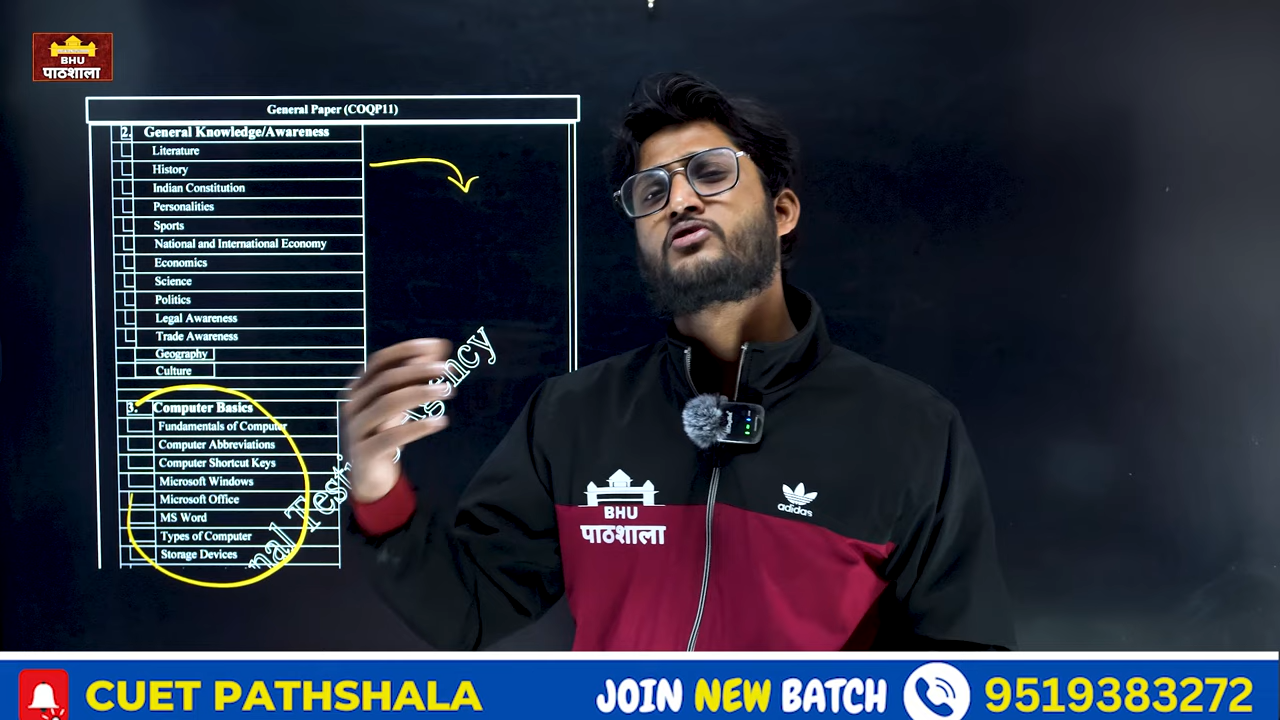 BHU
पाठशाला
General Paper (COQP11)
2. General Knowledge/Awareness
Literature
History
Indian Constitution
Personalities
Sports
National and International Economy
Economics
Science
Politics
Legal Awareness
Trade Awareness
Geography
Culture
3. Computer Basics
Fundamentals of Computer
Computer Abbreviations
Computer Shortcut Keys
Microsoft Windows
Microsoft Office
MS Word
Types of Computer
Storage Devices
BHU
पाठशाला
adidas
CUET PATHSHALA
JOIN NEW BATCH
9519383272